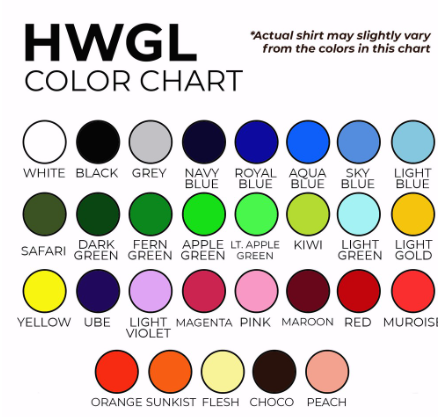 HWGL
COLOR CHART
*Actual shirt may slightly vary
from the colors in this chart
WHITE BLACK GREY NAVY BLUE ROYAL BLUE AQUA BLUE SKY BLUE LIGHT BLUE
SAFARI DARK GREEN FERN GREEN APPLE GREEN LT. APPLE GREEN KIWI LIGHT GREEN LIGHT GOLD
YELLOW UBE LIGHT VIOLET MAGENTA PINK MAROON RED MUROISE
ORANGE SUNKIST FLESH CHOCO PEACH